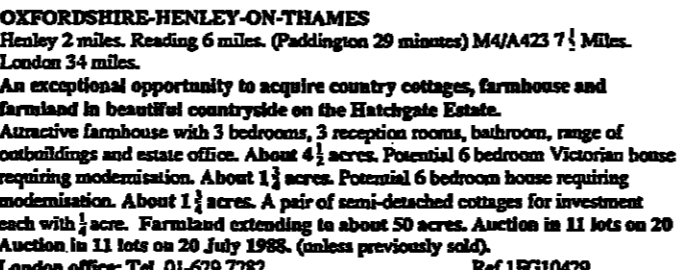 OXFORDSHIRE-HENLEY-ON-THAMES
Henley 2 miles. Reading 6 miles. (Paddington 29 minutes) M4/A423 7 ½ Miles.
London 34 miles.
An exceptional opportunity to acquire country cottages, farmhouse and
farmland in beautiful countryside on the Hatchgate Estate.
Attractive farmhouse with 3 bedrooms, 3 reception rooms, bathroom, range of
outbuildings and estate office. About 4½ acres. Potential 6 bedroom Victorian house
requiring modernisation. About 1¾ acres. Potential 6 bedroom house requiring
modernisation. About 1¾ acres. A pair of semi-detached cottages for investment
each with ¼ acre. Farmland extending to about 50 acres. Auction in 11 lots on 20
Auction in 11 lots on 20 July 1988. (unless previously sold).
London office: Tel. 01-629 7282 Ref.1FG10429